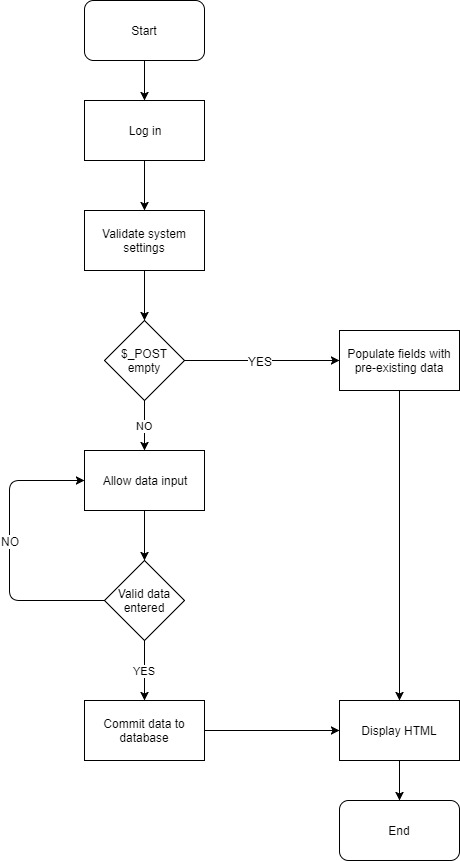 Start
Log in
Validate system
settings
$_POST
empty
YES
Populate fields with
pre-existing data
NO
Allow data input
NO
Valid data
entered
YES
Commit data to
database
Display HTML
End